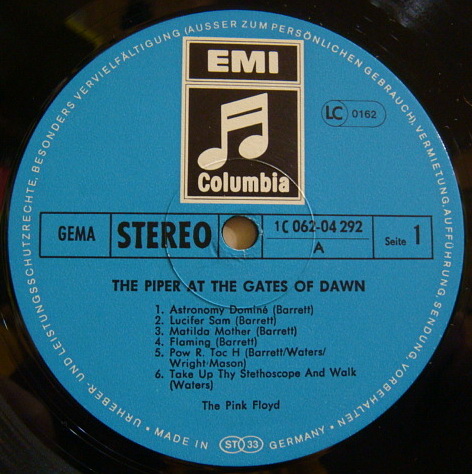 URHEBER- UND LEISTUNGSSCHUTZRECHTE, BESONDERS VERVIELFÄLTIGUNG (AUSSER ZUM PERSÖNLICHEN GEBRAUCH), VERMIETUNG, AUFFÜHRUNG, SENDUNG, VORBEHALTEN
EMI
Columbia
LC 0162
GEMA
STEREO
1C 062-04 292
A
Seite 1
THE PIPER AT THE GATES OF DAWN
1. Astronomy Dominé (Barrett)
2. Lucifer Sam (Barrett)
3. Matilda Mother (Barrett)
4. Flaming (Barrett)
5. Pow R. Toc H (Barrett/Waters/
Wright/Mason)
6. Take Up Thy Stethoscope And Walk
(Waters)
The Pink Floyd
• MADE IN ST 33 GERMANY •